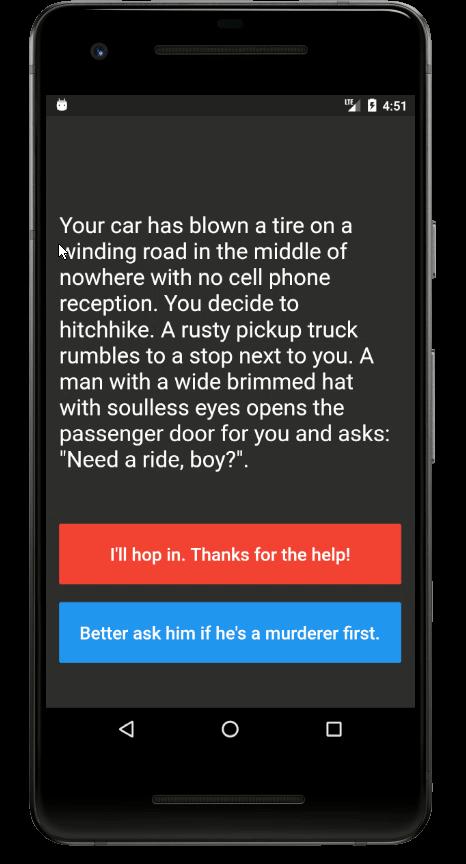 LTE 4:51
Your car has blown a tire on a
winding road in the middle of
nowhere with no cell phone
reception. You decide to
hitchhike. A rusty pickup truck
rumbles to a stop next to you. A
man with a wide brimmed hat
with soulless eyes opens the
passenger door for you and asks:
"Need a ride, boy?".
I'll hop in. Thanks for the help!
Better ask him if he's a murderer first.